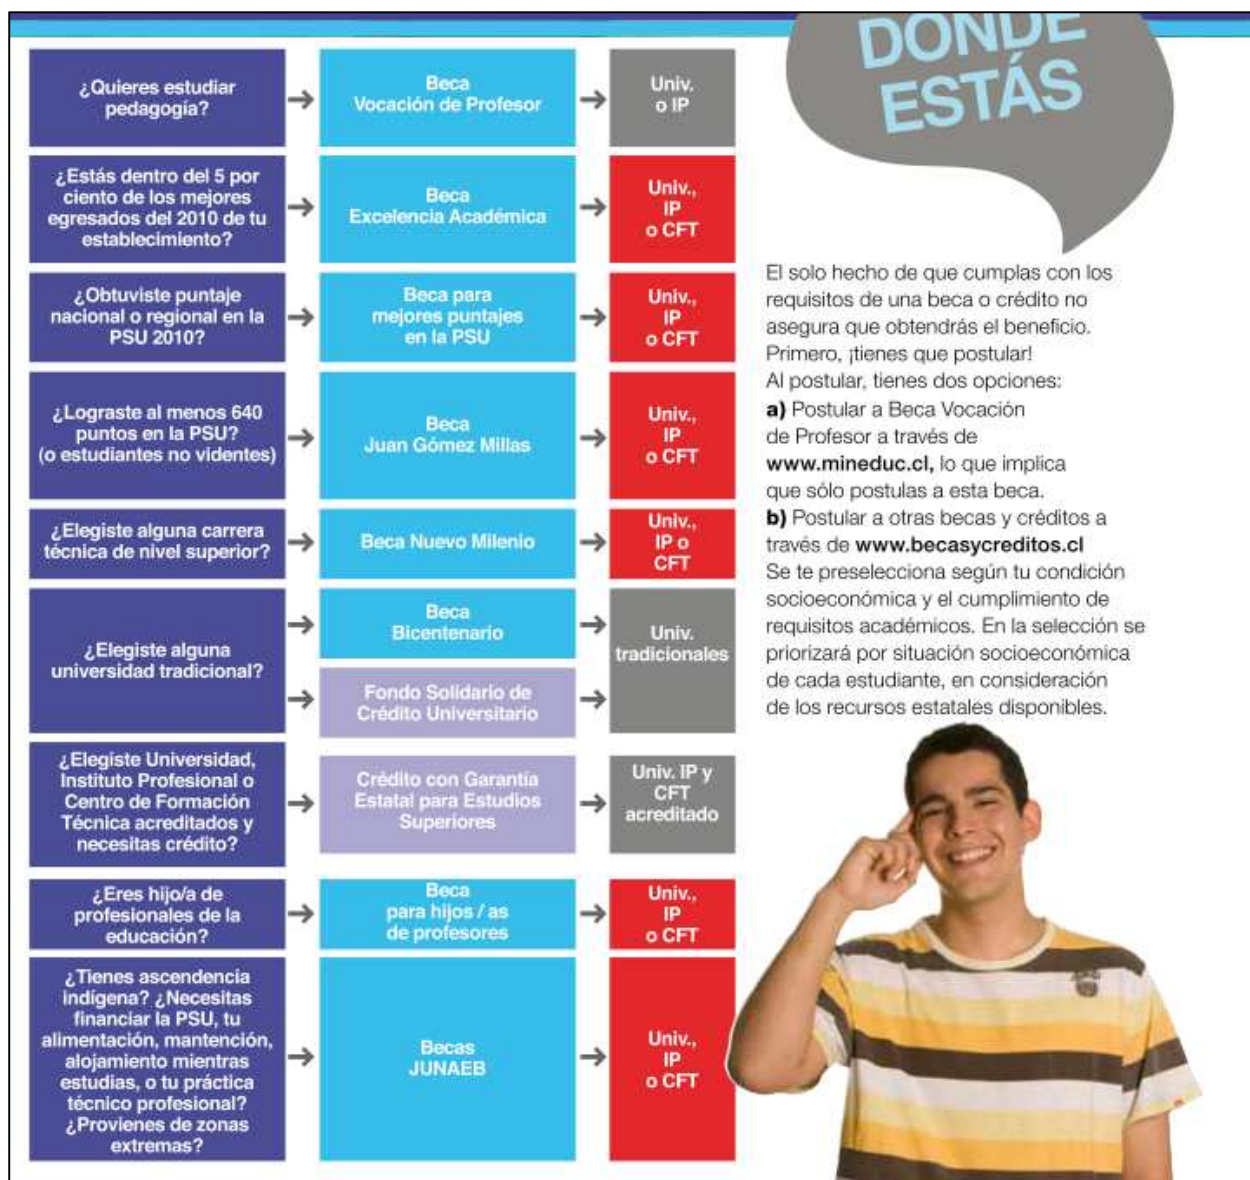 DONDE
ESTÁS
¿Quieres estudiar
pedagogía?
Beca
Vocación de Profesor
Univ.
o IP
¿Estás dentro del 5 por
ciento de los mejores
egresados del 2010 de tu
establecimiento?
Beca
Excelencia Académica
Univ.,
IP
o CFT
¿Obtuviste puntaje
nacional o regional en la
PSU 2010?
Beca para
mejores puntajes
en la PSU
Univ.,
IP
o CFT
¿Lograste al menos 640
puntos en la PSU?
(o estudiantes no videntes)
Beca
Juan Gómez Millas
Univ.,
IP
o CFT
¿Elegiste alguna carrera
técnica de nivel superior?
Beca Nuevo Milenio
Univ.,
IP o
CFT
¿Elegiste alguna
universidad tradicional?
Beca
Bicentenario
Fondo Solidario de
Crédito Universitario
Univ.
tradicionales
¿Elegiste Universidad,
Instituto Profesional o
Centro de Formación
Técnica acreditados y
necesitas crédito?
Crédito con Garantía
Estatal para Estudios
Superiores
Univ. IP y
CFT
acreditado
¿Eres hijo/a de
profesionales de la
educación?
Beca
para hijos / as
de profesores
Univ.,
IP
o CFT
¿Tienes ascendencia
indígena? ¿Necesitas
financiar la PSU, tu
alimentación, mantención,
alojamiento mientras
estudias, o tu práctica
técnico profesional?
¿Provienes de zonas
extremas?
Becas
JUNAEB
Univ.,
IP
o CFT
El solo hecho de que cumplas con los
requisitos de una beca o crédito no
asegura que obtendrás el beneficio.
Primero, ¡tienes que postular!
Al postular, tienes dos opciones:
a) Postular a Beca Vocación
de Profesor a través de
www.mineduc.cl, lo que implica
que sólo postulas a esta beca.
b) Postular a otras becas y créditos a
través de www.becasycreditos.cl
Se te preselecciona según tu condición
socioeconómica y el cumplimiento de
requisitos académicos. En la selección se
priorizará por situación socioeconómica
de cada estudiante, en consideración
de los recursos estatales disponibles.